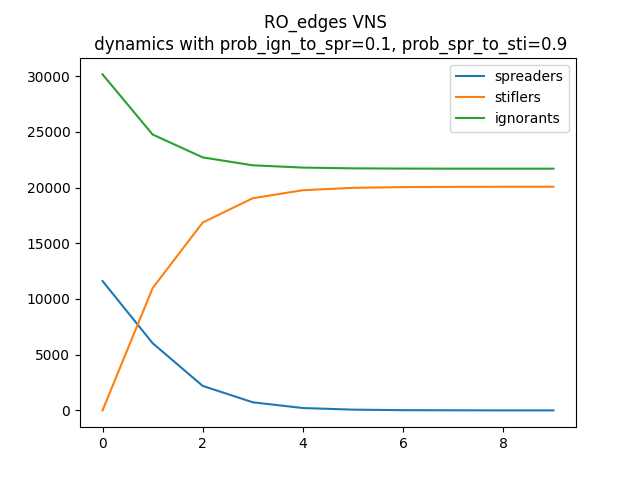 RO_edges VNS
dynamics with prob_ign_to_spr=0.1, prob_spr_to_sti=0.9
spreaders
stiflers
ignorants
30000
25000
20000
15000
10000
5000
0
0 2 4 6 8